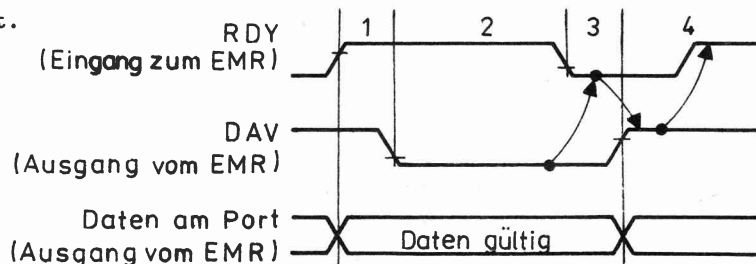 t.
RDY 1 2 3 4
(Eingang zum EMR)
DAV
(Ausgang vom EMR)
Daten am Port
(Ausgang vom EMR) Daten gültig